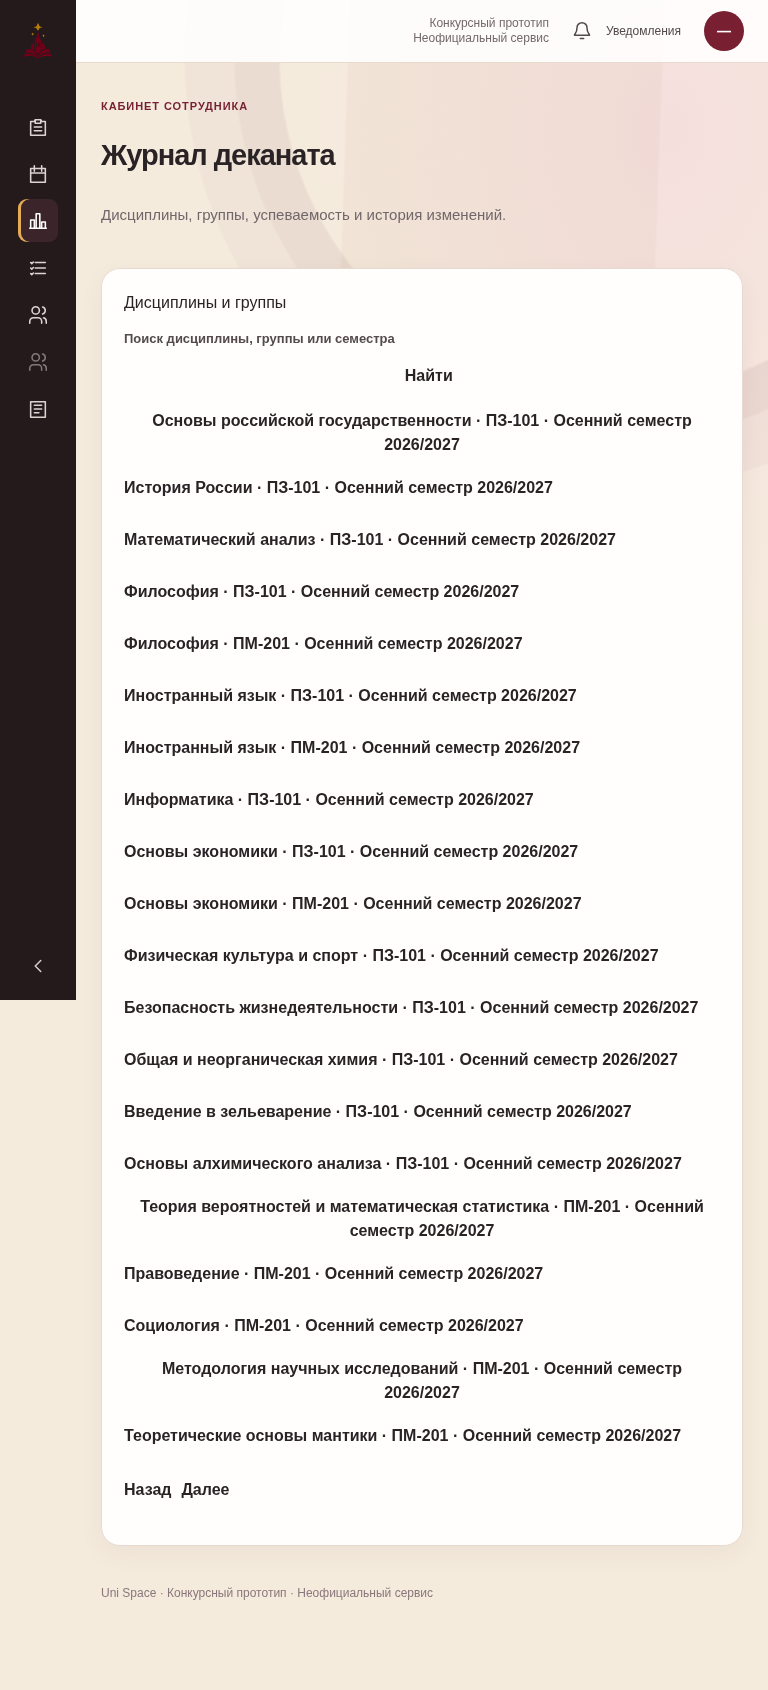 Конкурсный прототип
Неофициальный сервис
Уведомления
—
КАБИНЕТ СОТРУДНИКА
Журнал деканата
Дисциплины, группы, успеваемость и история изменений.
Дисциплины и группы
Поиск дисциплины, группы или семестра
Найти
Основы российской государственности · ПЗ-101 · Осенний семестр
2026/2027
История России · ПЗ-101 · Осенний семестр 2026/2027
Математический анализ · ПЗ-101 · Осенний семестр 2026/2027
Философия · ПЗ-101 · Осенний семестр 2026/2027
Философия · ПМ-201 · Осенний семестр 2026/2027
Иностранный язык · ПЗ-101 · Осенний семестр 2026/2027
Иностранный язык · ПМ-201 · Осенний семестр 2026/2027
Информатика · ПЗ-101 · Осенний семестр 2026/2027
Основы экономики · ПЗ-101 · Осенний семестр 2026/2027
Основы экономики · ПМ-201 · Осенний семестр 2026/2027
Физическая культура и спорт · ПЗ-101 · Осенний семестр 2026/2027
Безопасность жизнедеятельности · ПЗ-101 · Осенний семестр 2026/2027
Общая и неорганическая химия · ПЗ-101 · Осенний семестр 2026/2027
Введение в зельеварение · ПЗ-101 · Осенний семестр 2026/2027
Основы алхимического анализа · ПЗ-101 · Осенний семестр 2026/2027
Теория вероятностей и математическая статистика · ПМ-201 · Осенний
семестр 2026/2027
Правоведение · ПМ-201 · Осенний семестр 2026/2027
Социология · ПМ-201 · Осенний семестр 2026/2027
Методология научных исследований · ПМ-201 · Осенний семестр
2026/2027
Теоретические основы мантики · ПМ-201 · Осенний семестр 2026/2027
Назад Далее
Uni Space · Конкурсный прототип · Неофициальный сервис